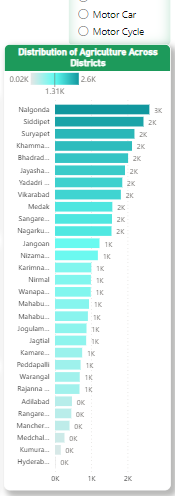 Motor Car
Motor Cycle
Distribution of Agriculture Across
Districts
0.02K 2.6K
1.31K
Nalgonda 3K
Siddipet 2K
Suryapet 2K
Khamma... 2K
Bhadrad... 2K
Jayasha... 2K
Yadadri ... 2K
Vikarabad 2K
Medak 2K
Sangare... 2K
Nagarku... 2K
Jangoan 1K
Nizama... 1K
Karimna... 1K
Nirmal 1K
Wanapa... 1K
Mahabu... 1K
Mahabu... 1K
Jogulam... 1K
Jagtial 1K
Kamare... 1K
Peddapalli 1K
Warangal 1K
Rajanna ... 1K
Adilabad 0K
Rangare... 0K
Mancher... 0K
Medchal... 0K
Kumura... 0K
Hyderab... 0K
0K 1K 2K